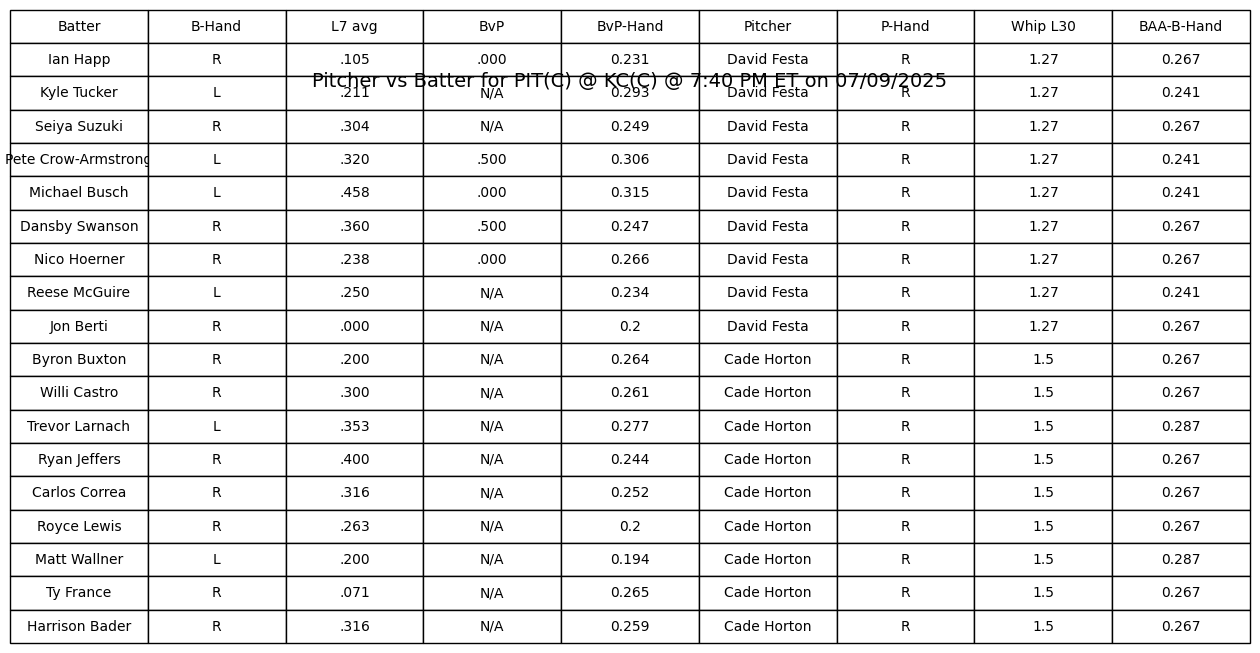 Batter B-Hand L7 avg BvP BvP-Hand Pitcher P-Hand Whip L30 BAA-B-Hand
Ian Happ R .105 .000 0.231 David Festa R 1.27 0.267
Pitcher vs Batter for PIT(C) @ KC(C) @ 7:40 PM ET on 07/09/2025
Kyle Tucker L .211 N/A 0.293 David Festa R 1.27 0.241
Seiya Suzuki R .304 N/A 0.249 David Festa R 1.27 0.267
Pete Crow-Armstrong L .320 .500 0.306 David Festa R 1.27 0.241
Michael Busch L .458 .000 0.315 David Festa R 1.27 0.241
Dansby Swanson R .360 .500 0.247 David Festa R 1.27 0.267
Nico Hoerner R .238 .000 0.266 David Festa R 1.27 0.267
Reese McGuire L .250 N/A 0.234 David Festa R 1.27 0.241
Jon Berti R .000 N/A 0.2 David Festa R 1.27 0.267
Byron Buxton R .200 N/A 0.264 Cade Horton R 1.5 0.267
Willi Castro R .300 N/A 0.261 Cade Horton R 1.5 0.267
Trevor Larnach L .353 N/A 0.277 Cade Horton R 1.5 0.287
Ryan Jeffers R .400 N/A 0.244 Cade Horton R 1.5 0.267
Carlos Correa R .316 N/A 0.252 Cade Horton R 1.5 0.267
Royce Lewis R .263 N/A 0.2 Cade Horton R 1.5 0.267
Matt Wallner L .200 N/A 0.194 Cade Horton R 1.5 0.287
Ty France R .071 N/A 0.265 Cade Horton R 1.5 0.267
Harrison Bader R .316 N/A 0.259 Cade Horton R 1.5 0.267